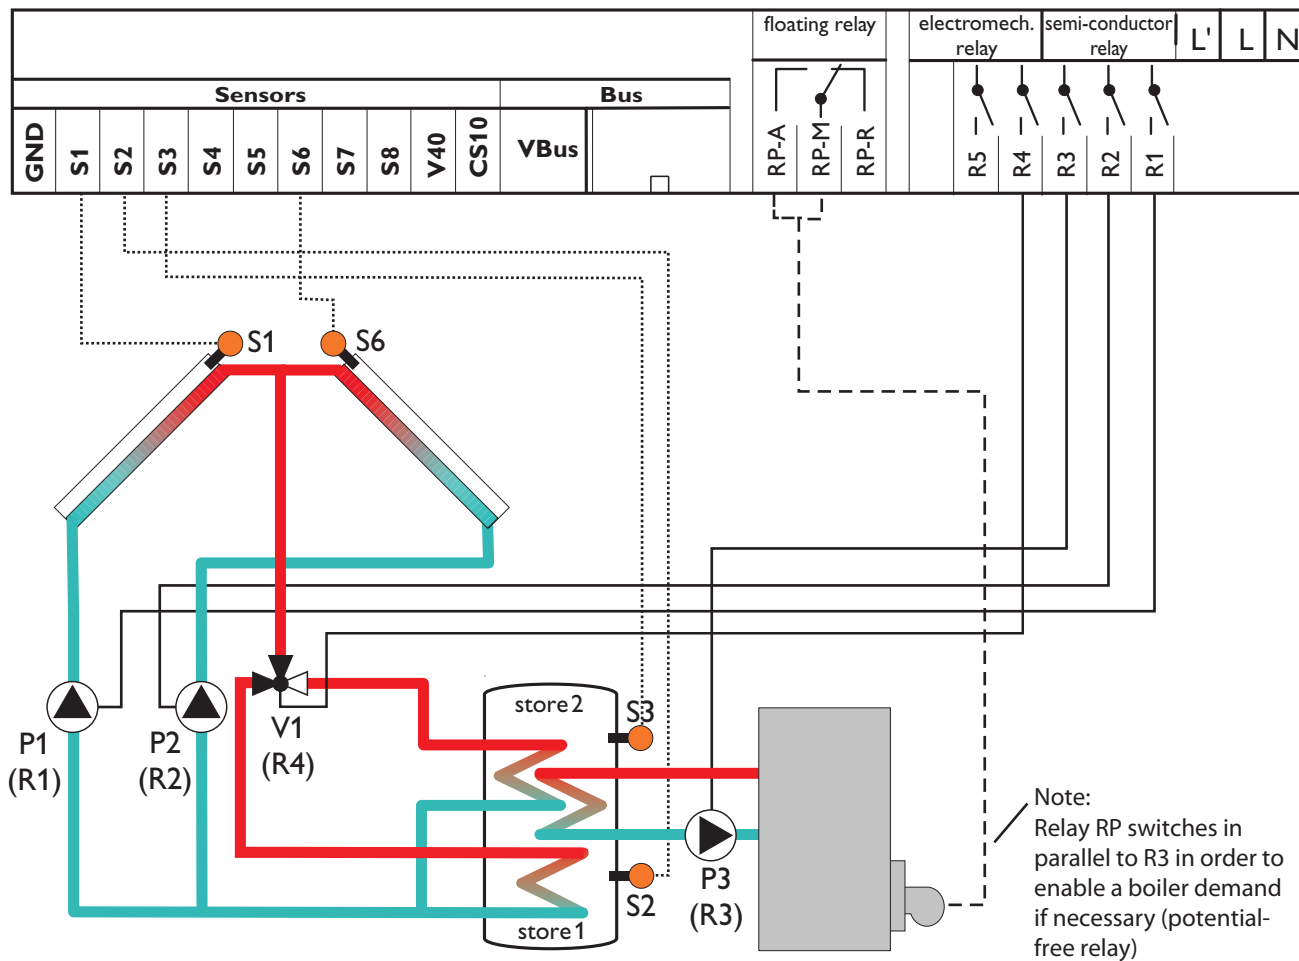 floating relay
electromech.
relay
semi-conductor
relay
L'
L
N
Sensors
Bus
GND
S1
S2
S3
S4
S5
S6
S7
S8
V40
CS10
VBus
RP-A
RP-M
RP-R
R5
R4
R3
R2
R1
S1
S6
store 2
S3
P1
(R1)
P2
(R2)
V1
(R4)
S2
store 1
P3
(R3)
Note:
Relay RP switches in
parallel to R3 in order to
enable a boiler demand
if necessary (potential-
free relay)